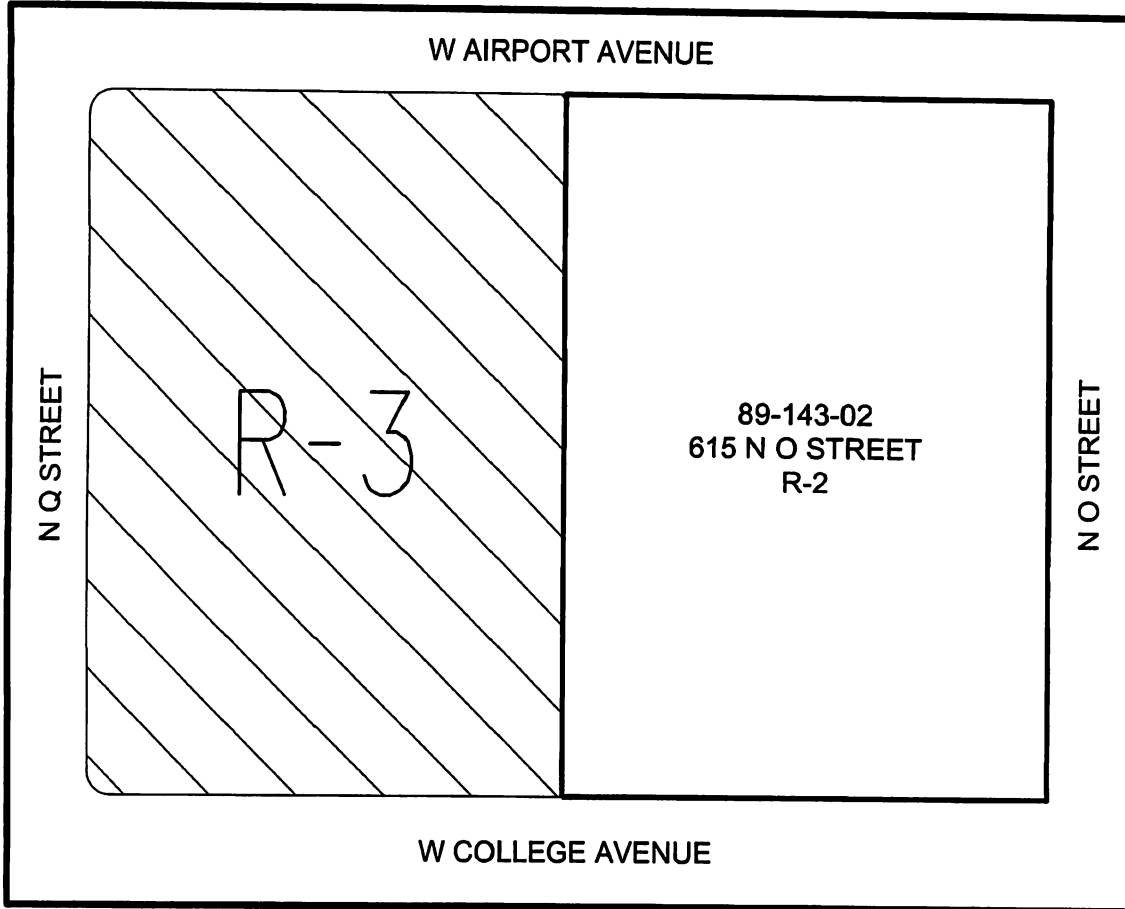 W AIRPORT AVENUE
N Q STREET
R-3
89-143-02
615 N O STREET
R-2
N O STREET
W COLLEGE AVENUE